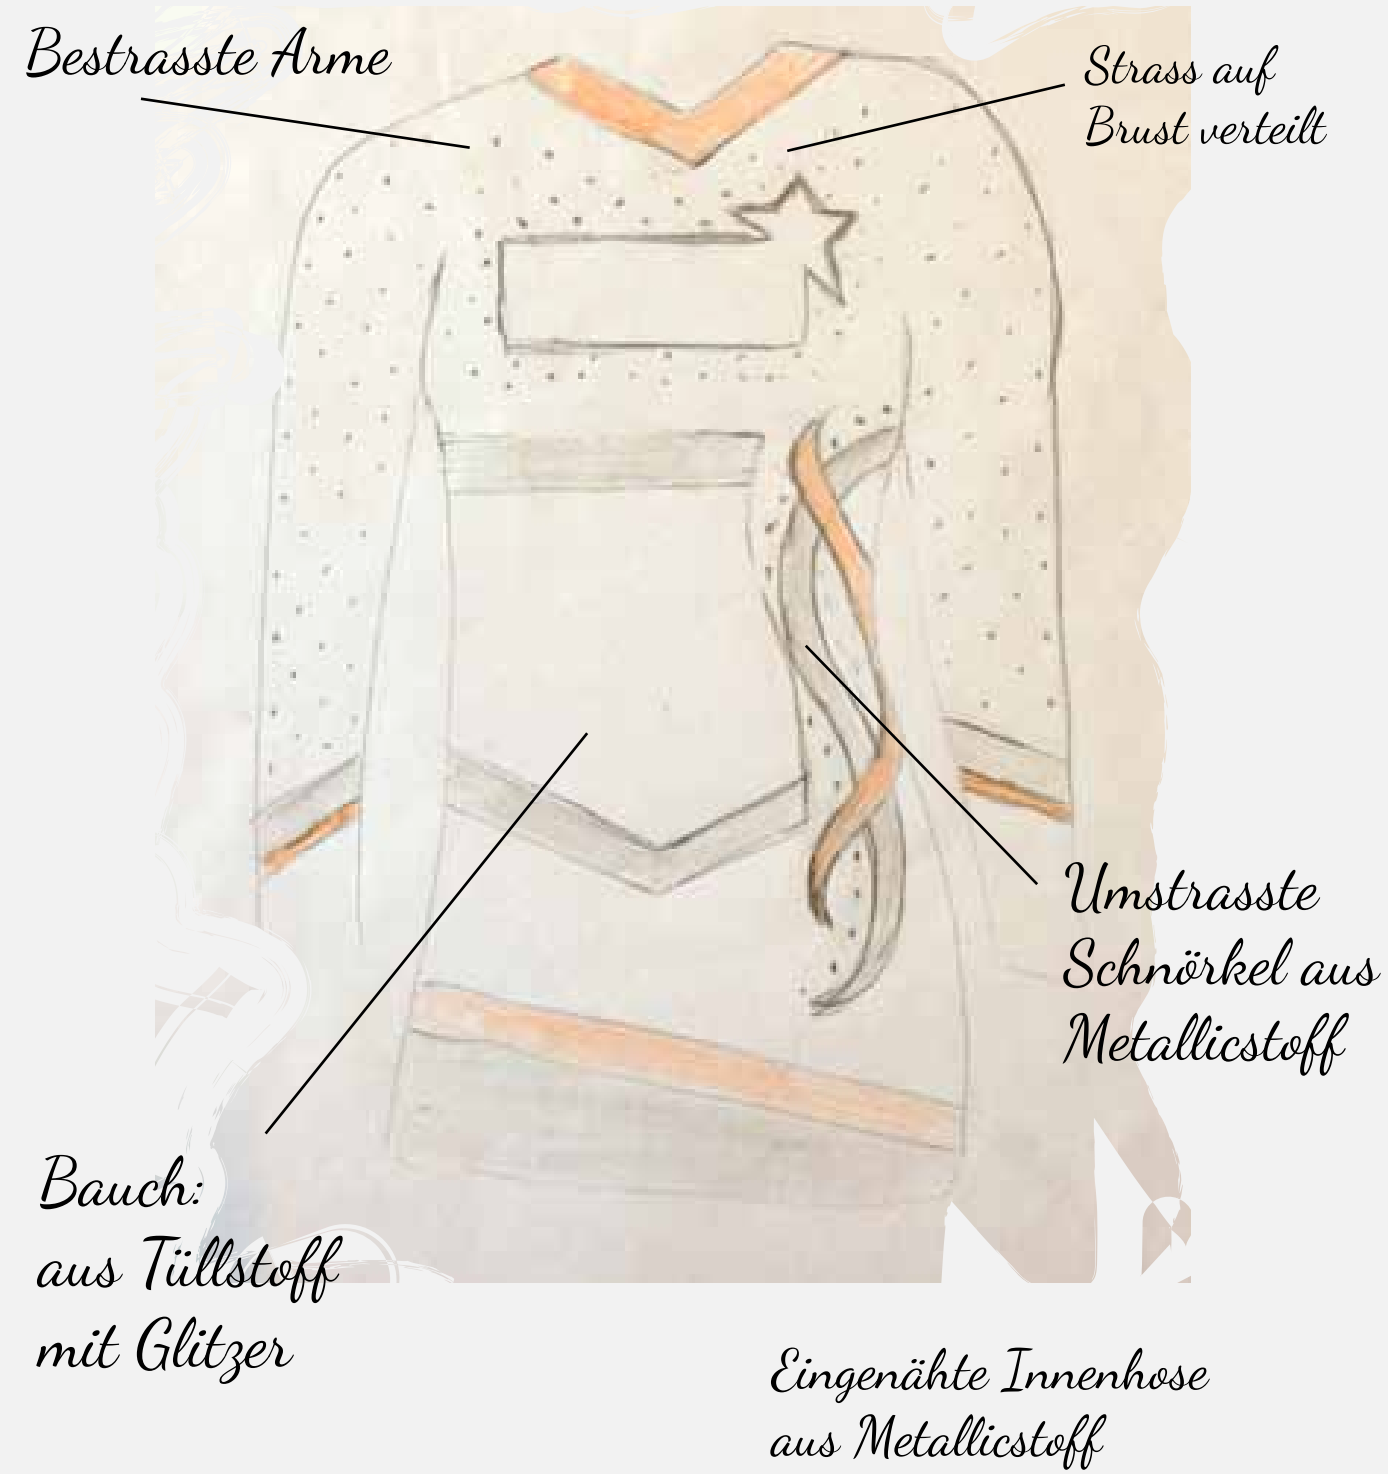 Bestrasste Arme
Strass auf
Brust verteilt
Umstrasste
Schnörkel aus
Metallicstoff
Bauch:
aus Tüllstoff
mit Glitzer
Eingenähte Innenhose
aus Metallicstoff